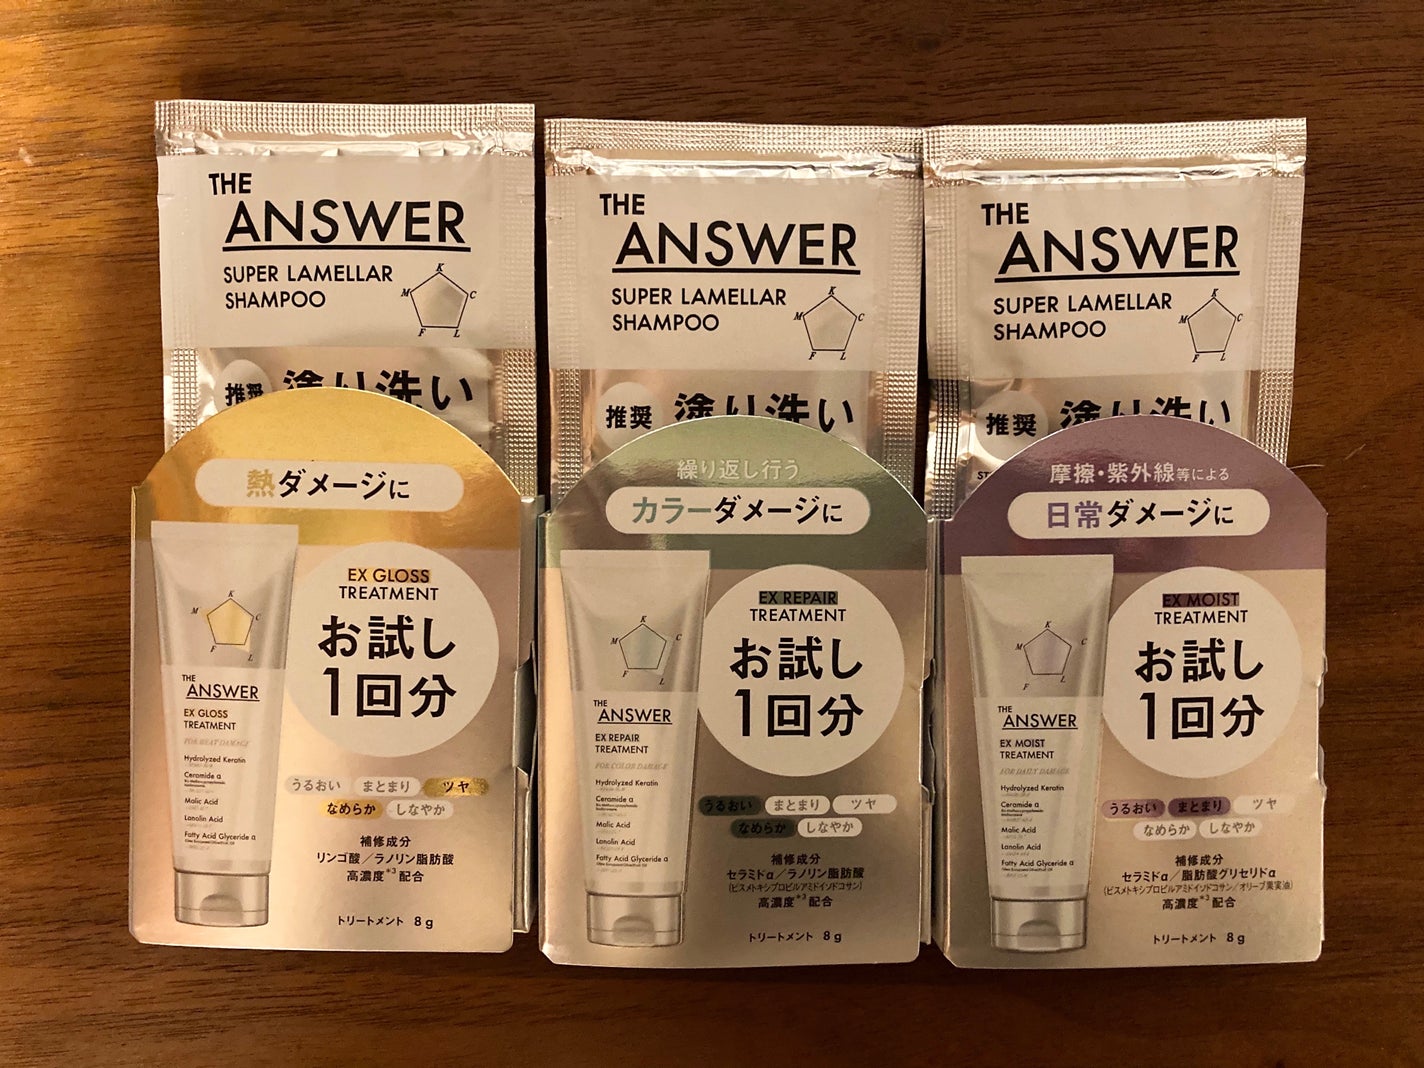 THE
ANSWER
SUPER LAMELLAR
SHAMPOO
K
M
C
F
L
推奨
塗り洗い
熱ダメージに
EX GLOSS
TREATMENT
お試し
1回分
K
M
C
F
L
THE
ANSWER
EX GLOSS
TREATMENT
FOR HEAT DAMAGE
Hydrolyzed Keratin
Ceramide α
Malic Acid
Lanolin Acid
Fatty Acid Glyceride α
うるおい まとまり ツヤ
なめらか しなやか
補修成分
リンゴ酸／ラノリン脂肪酸
高濃度*3配合
トリートメント 8g
THE
ANSWER
SUPER LAMELLAR
SHAMPOO
K
M
C
F
L
推奨
塗り洗い
繰り返し行う
カラーダメージに
EX REPAIR
TREATMENT
お試し
1回分
K
M
C
F
L
THE
ANSWER
EX REPAIR
TREATMENT
FOR COLOR DAMAGE
Hydrolyzed Keratin
Ceramide α
Malic Acid
Lanolin Acid
Fatty Acid Glyceride α
うるおい まとまり ツヤ
なめらか しなやか
補修成分
セラミドα／ラノリン脂肪酸
(ビスメトキシプロピルアミドイソドコサン)
高濃度*3配合
トリートメント 8g
THE
ANSWER
SUPER LAMELLAR
SHAMPOO
K
M
C
F
L
推奨
塗り洗い
摩擦・紫外線等による
日常ダメージに
EX MOIST
TREATMENT
お試し
1回分
K
M
C
F
L
THE
ANSWER
EX MOIST
TREATMENT
FOR DAILY DAMAGE
Hydrolyzed Keratin
Ceramide α
Malic Acid
Lanolin Acid
Fatty Acid Glyceride α
うるおい まとまり ツヤ
なめらか しなやか
補修成分
セラミドα／脂肪酸グリセリドα
(ビスメトキシプロピルアミドイソドコサン／オリーブ果実油)
高濃度*3配合
トリートメント 8g